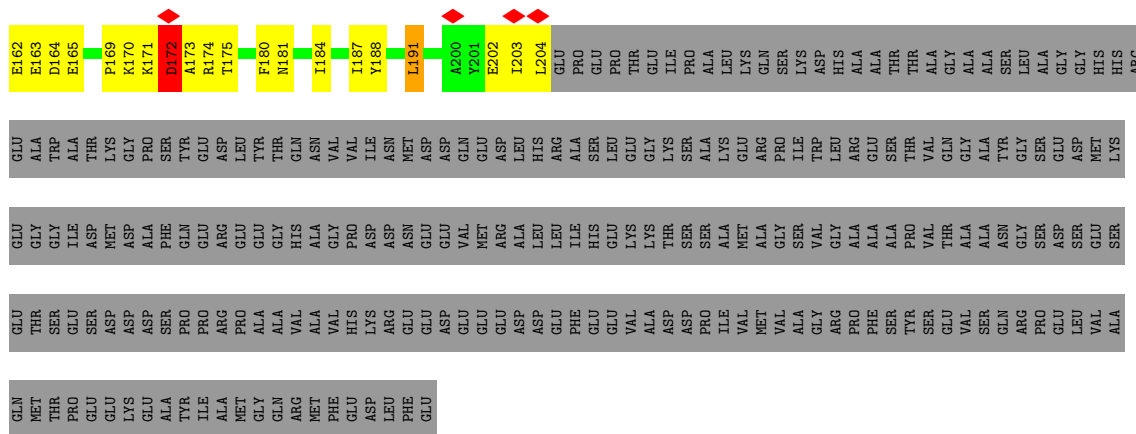 E162 E163 D164 E165 P169 K170 K171 D172 A173 R174 T175 F180 N181 I184 I187 Y188 L191 A200 Y201 E202 I203 L204 GLU PRO GLU PRO THR GLU ILE PRO ALA LEU LYS GLN SER LYS ASP HIS ALA ALA THR THR ALA GLY ALA ALA SER LEU ALA GLY GLY HIS HIS ARG
GLU ALA TRP ALA THR LYS GLY PRO SER TYR GLU ASP LEU TYR THR GLN ASN VAL VAL ILE ASN MET ASP ASP GLN GLU ASP LEU HIS ARG ALA SER LEU GLU GLY LYS SER ALA LYS GLU ARG PRO ILE TRP LEU ARG GLU SER THR VAL GLN GLY ALA TYR GLY SER GLU ASP MET LYS
GLU GLY GLY ILE ASP MET ASP ALA PHE GLN GLU ARG GLU GLU GLY HIS ALA GLY PRO ASP ASP ASN GLU GLU VAL MET ARG ALA LEU LEU ILE HIS GLU LYS LYS THR SER SER ALA MET ALA GLY SER VAL GLY ALA ALA ALA PRO VAL THR ALA ALA ASN GLY SER ASP SER GLU SER
GLU THR SER GLU SER ASP ASP ASP SER PRO PRO ARG PRO ALA ALA VAL ALA VAL HIS LYS ARG GLU GLU ASP GLU GLU GLU ASP ASP GLU PHE GLU GLU VAL ALA ASP ASP PRO ILE VAL MET VAL ALA GLY ARG PRO PHE SER TYR SER GLU VAL SER GLN ARG PRO GLU LEU VAL ALA
GLN MET THR PRO GLU GLU LYS GLU ALA TYR ILE ALA MET GLY GLN ARG MET PHE GLU ASP LEU PHE GLU